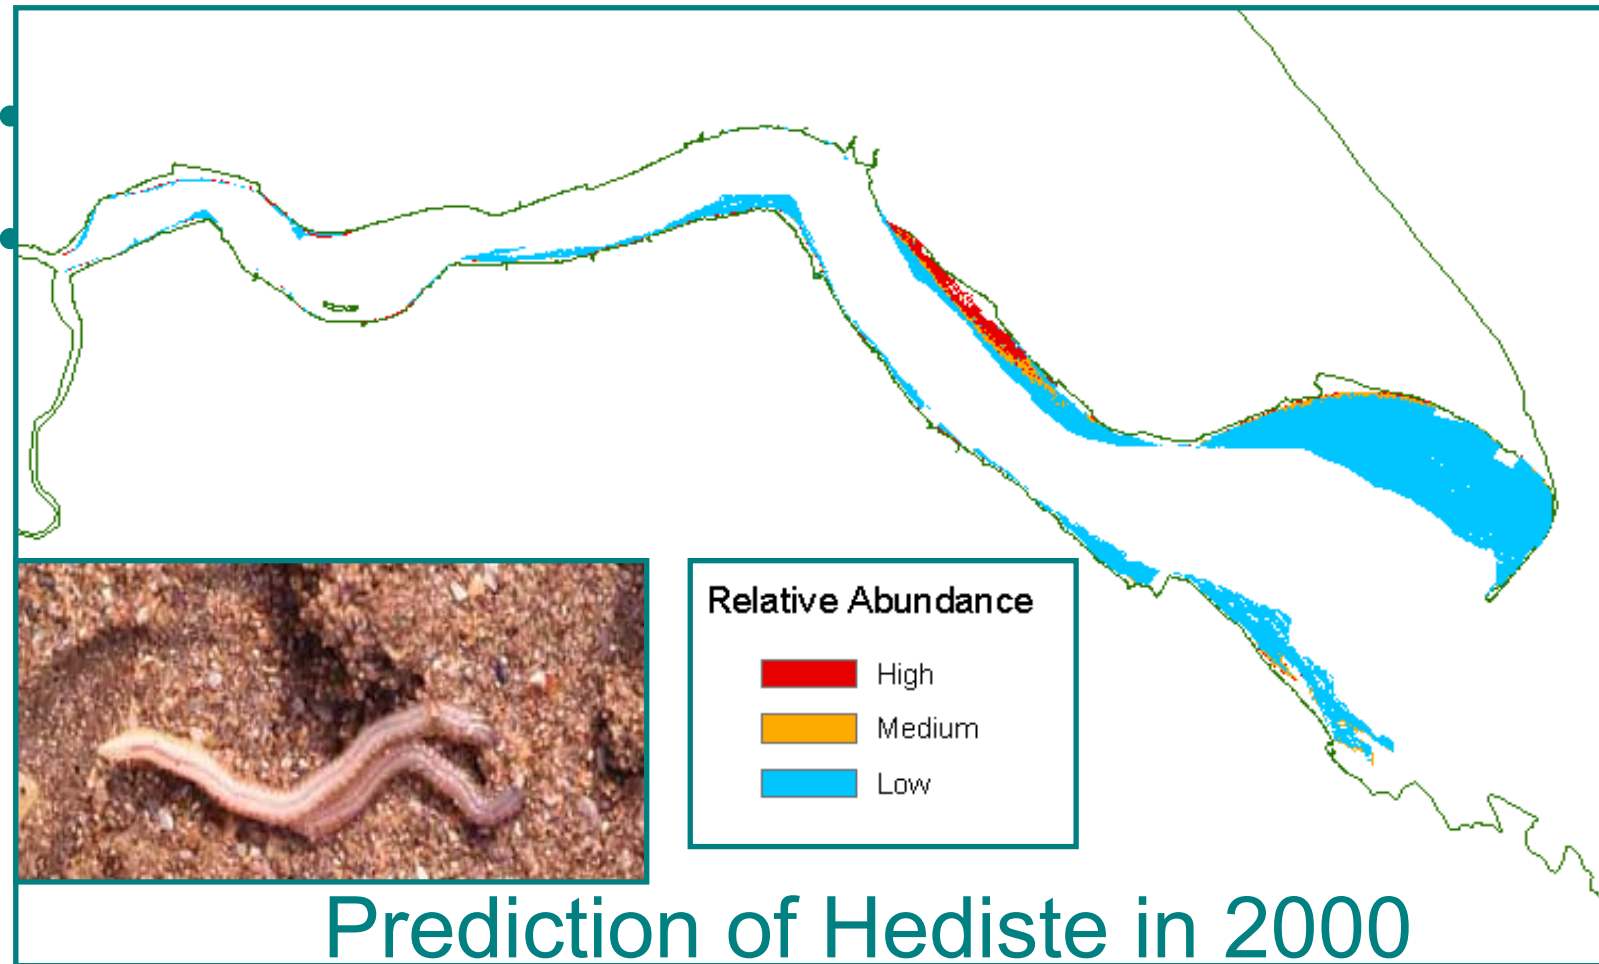 Relative Abundance
High
Medium
Low
Prediction of Hediste in 2000